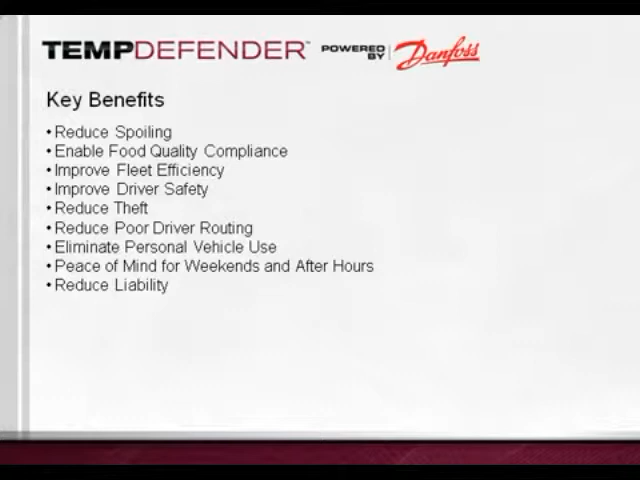 TEMPDEFENDER™ POWERED BY Danfoss
Key Benefits
• Reduce Spoiling
• Enable Food Quality Compliance
• Improve Fleet Efficiency
• Improve Driver Safety
• Reduce Theft
• Reduce Poor Driver Routing
• Eliminate Personal Vehicle Use
• Peace of Mind for Weekends and After Hours
• Reduce Liability